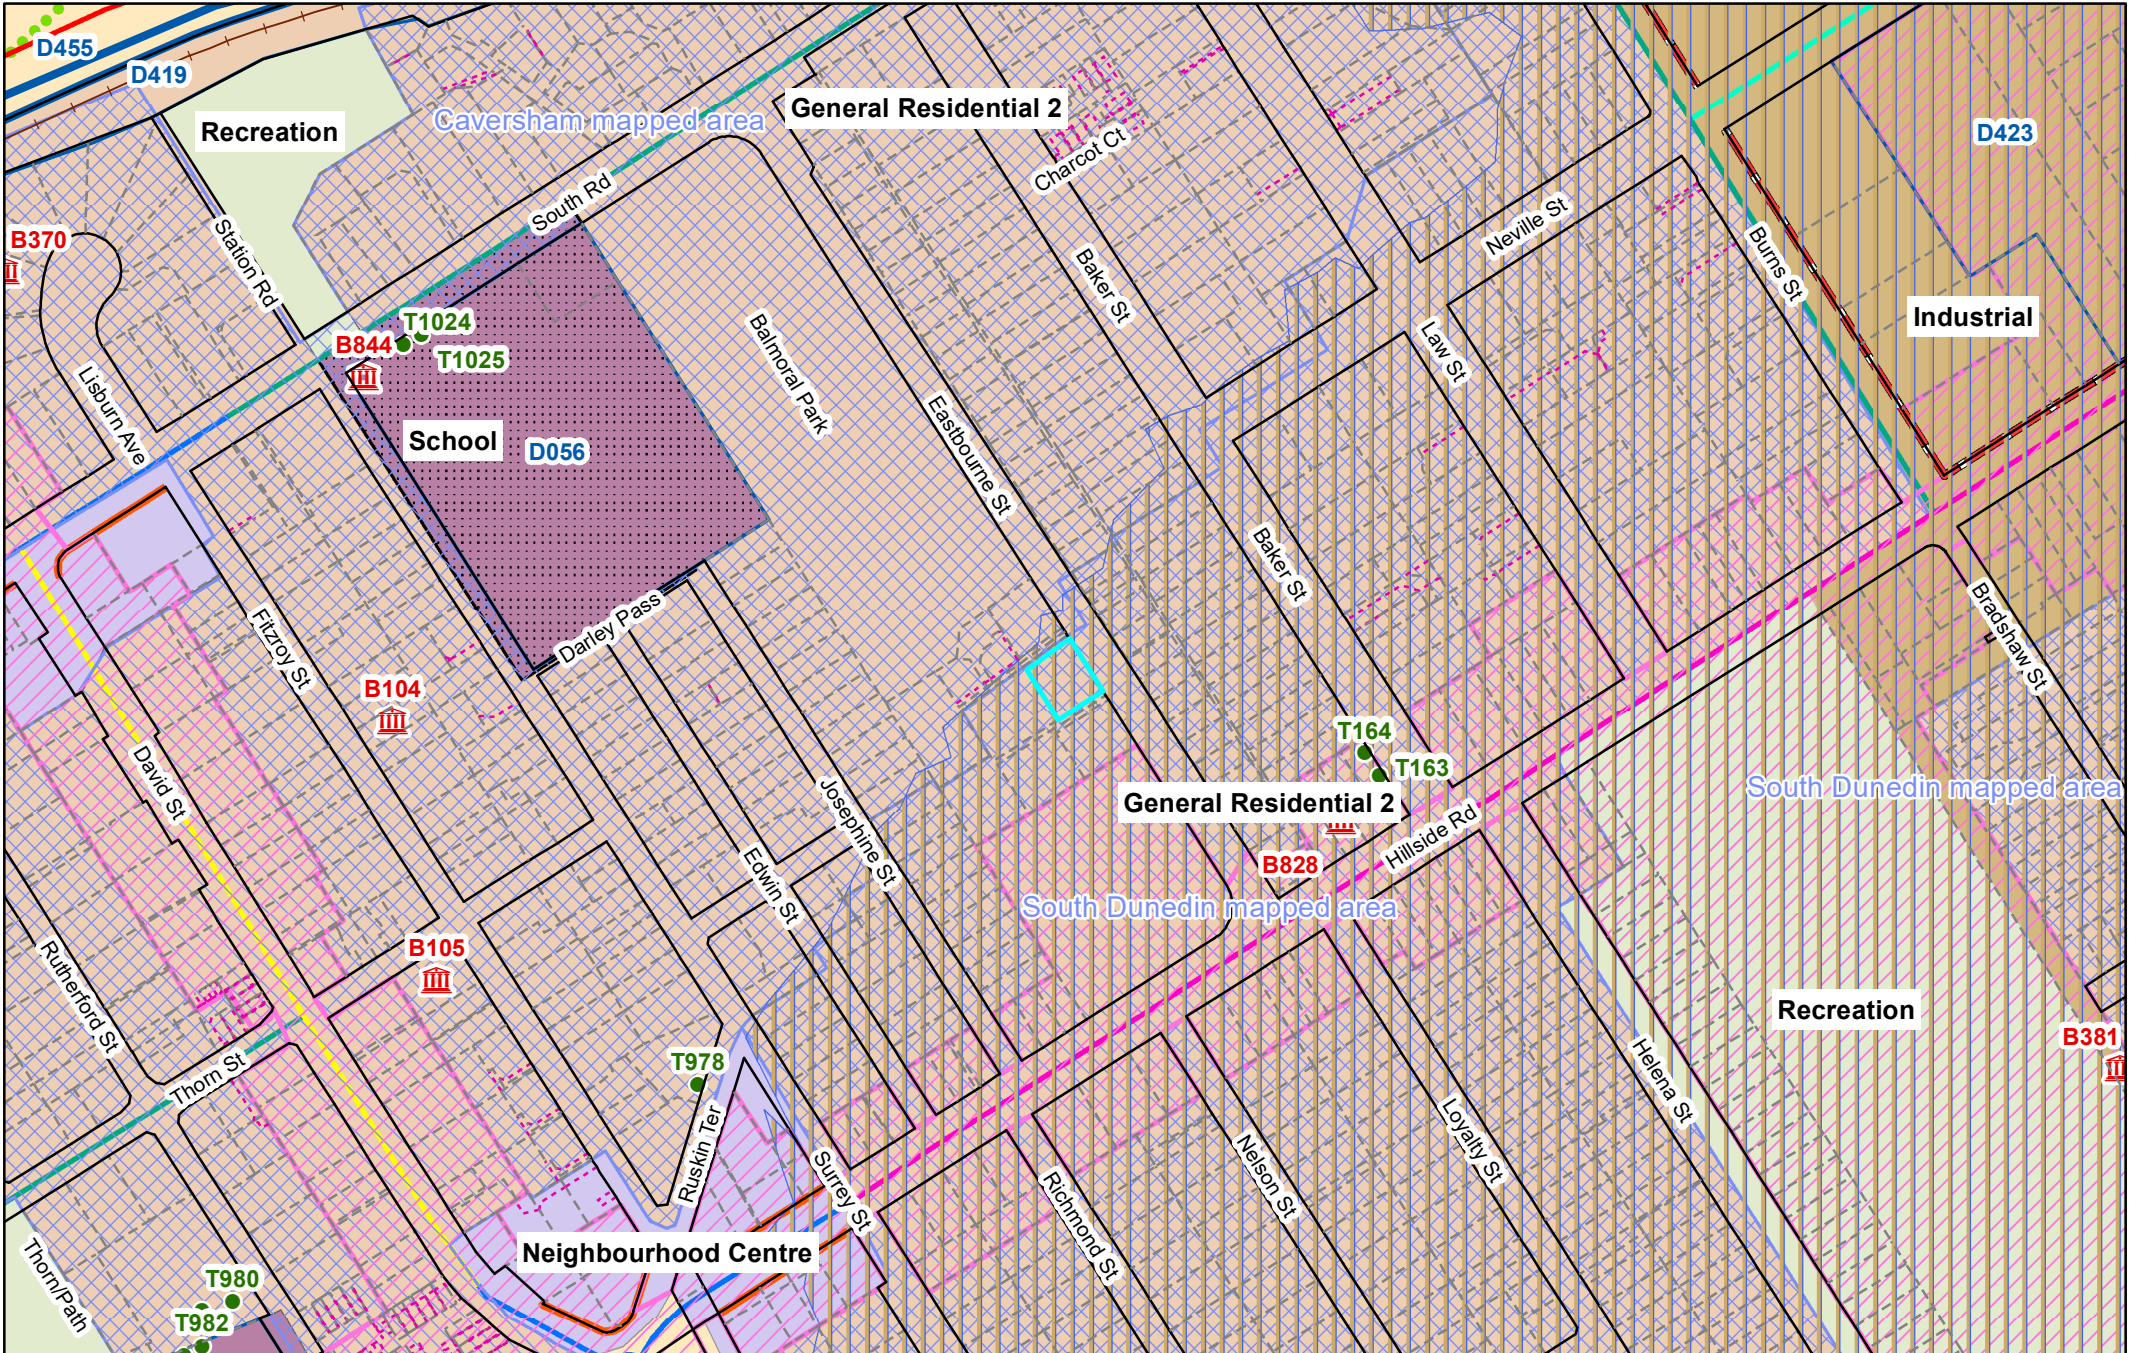 D455
D419
Recreation
Caversham mapped area
General Residential 2
Charcot Ct
D423
South Rd
B370
Station Rd
Neville St
Burns St
Baker St
Industrial
T1024
B844
T1025
Balmoral Park
Law St
Lisburn Ave
School
D056
Eastbourne St
Baker St
Darley Pass
Fitzroy St
Bradshaw St
B104
T164
T163
David St
Josephine St
General Residential 2
South Dunedin mapped area
Hillside Rd
B828
Edwin St
South Dunedin mapped area
B105
Rutherford St
Recreation
B381
T978
Thorn St
Helena St
Ruskin Ter
Loyalty St
Surrey St
Nelson St
Richmond St
Neighbourhood Centre
Thorn/Path
T980
T982